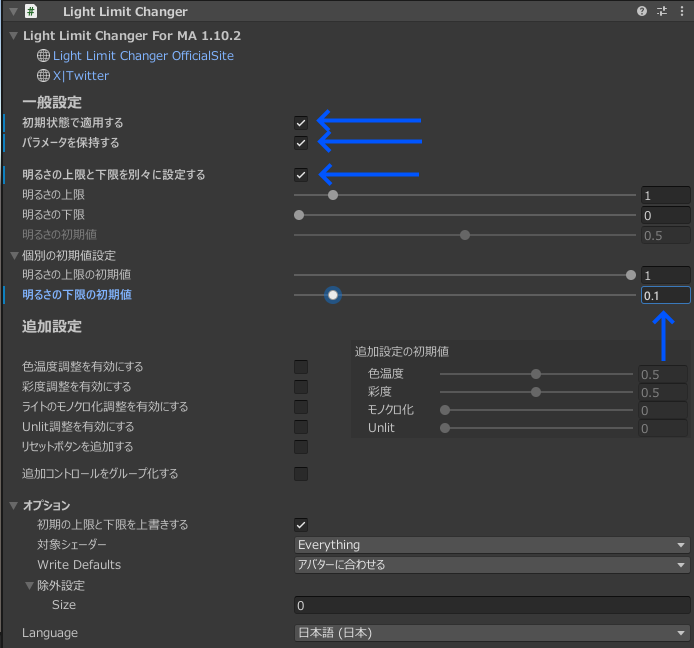 Light Limit Changer
Light Limit Changer For MA 1.10.2
Light Limit Changer OfficialSite
X|Twitter
一般設定
初期状態で適用する
パラメータを保持する
明るさの上限と下限を別々に設定する
明るさの上限 1
明るさの下限 0
明るさの初期値 0.5
個別の初期値設定
明るさの上限の初期値 1
明るさの下限の初期値 0.1
追加設定
色温度調整を有効にする
彩度調整を有効にする
ライトのモノクロ化調整を有効にする
Unlit調整を有効にする
リセットボタンを追加する
追加コントロールをグループ化する
追加設定の初期値
色温度 0.5
彩度 0.5
モノクロ化 0
Unlit 0
オプション
初期の上限と下限を上書きする
対象シェーダー Everything
Write Defaults アバターに合わせる
除外設定
Size 0
Language 日本語 (日本)